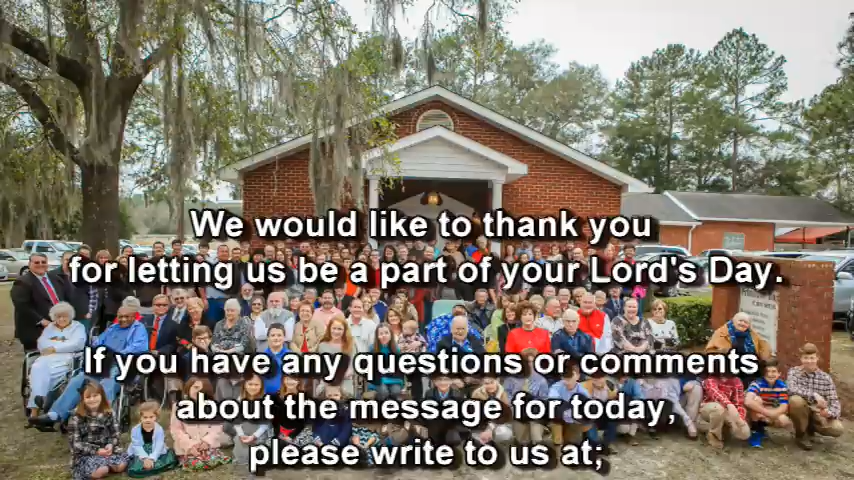 We would like to thank you
for letting us be a part of your Lord's Day.
If you have any questions or comments
about the message for today,
please write to us at;